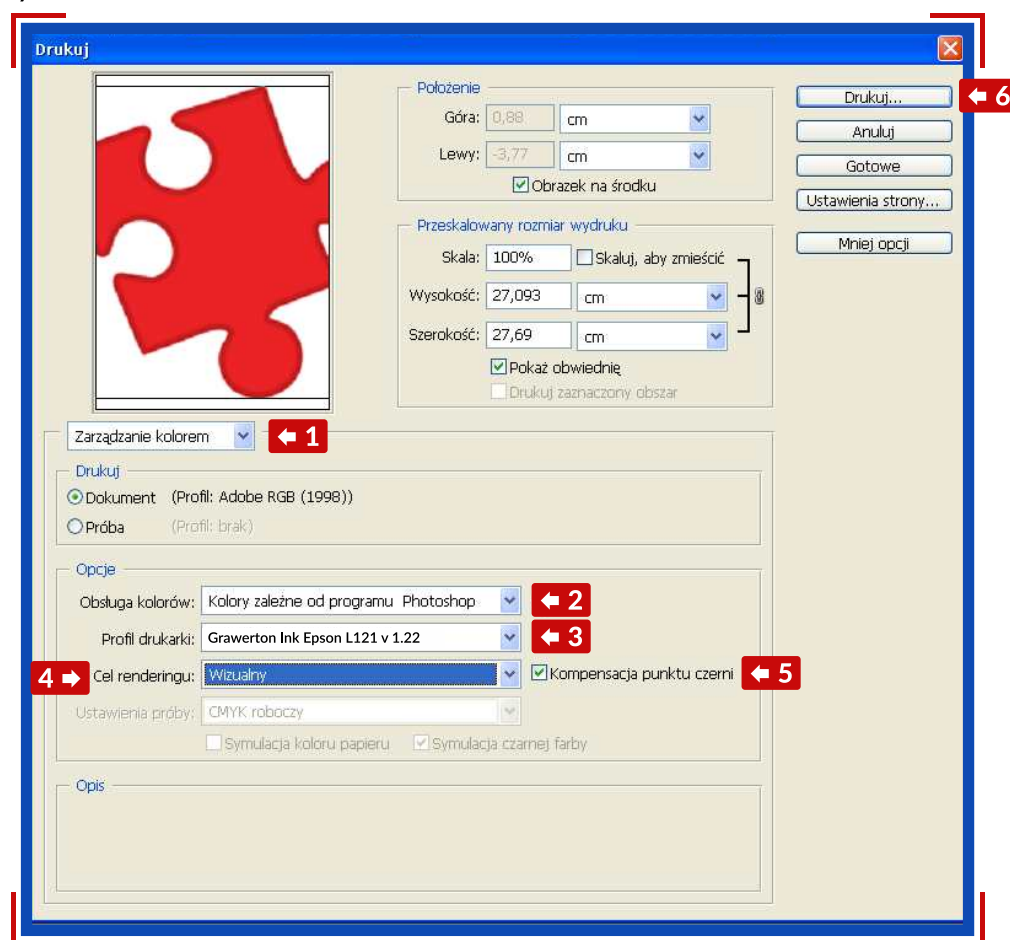 Drukuj
Położenie
Góra: 0,88 cm
Lewy: -3,77 cm
Obrazek na środku
Przeskalowany rozmiar wydruku
Skala: 100% Skaluj, aby zmieścić
Wysokość: 27,093 cm
Szerokość: 27,69 cm
Pokaż obwiednię
Drukuj zaznaczony obszar
Drukuj... 6
Anuluj
Gotowe
Ustawienia strony...
Mniej opcji
Zarządzanie kolorem 1
Drukuj
Dokument (Profil: Adobe RGB (1998))
Próba (Profil: brak)
Opcje
Obsługa kolorów: Kolory zależne od programu Photoshop 2
Profil drukarki: Grawerton Ink Epson L121 v 1.22 3
4 Cel renderingu: Wizualny Kompensacja punktu czerni 5
Ustawienia próby: CMYK roboczy
Symulacja koloru papieru Symulacja czarnej farby
Opis